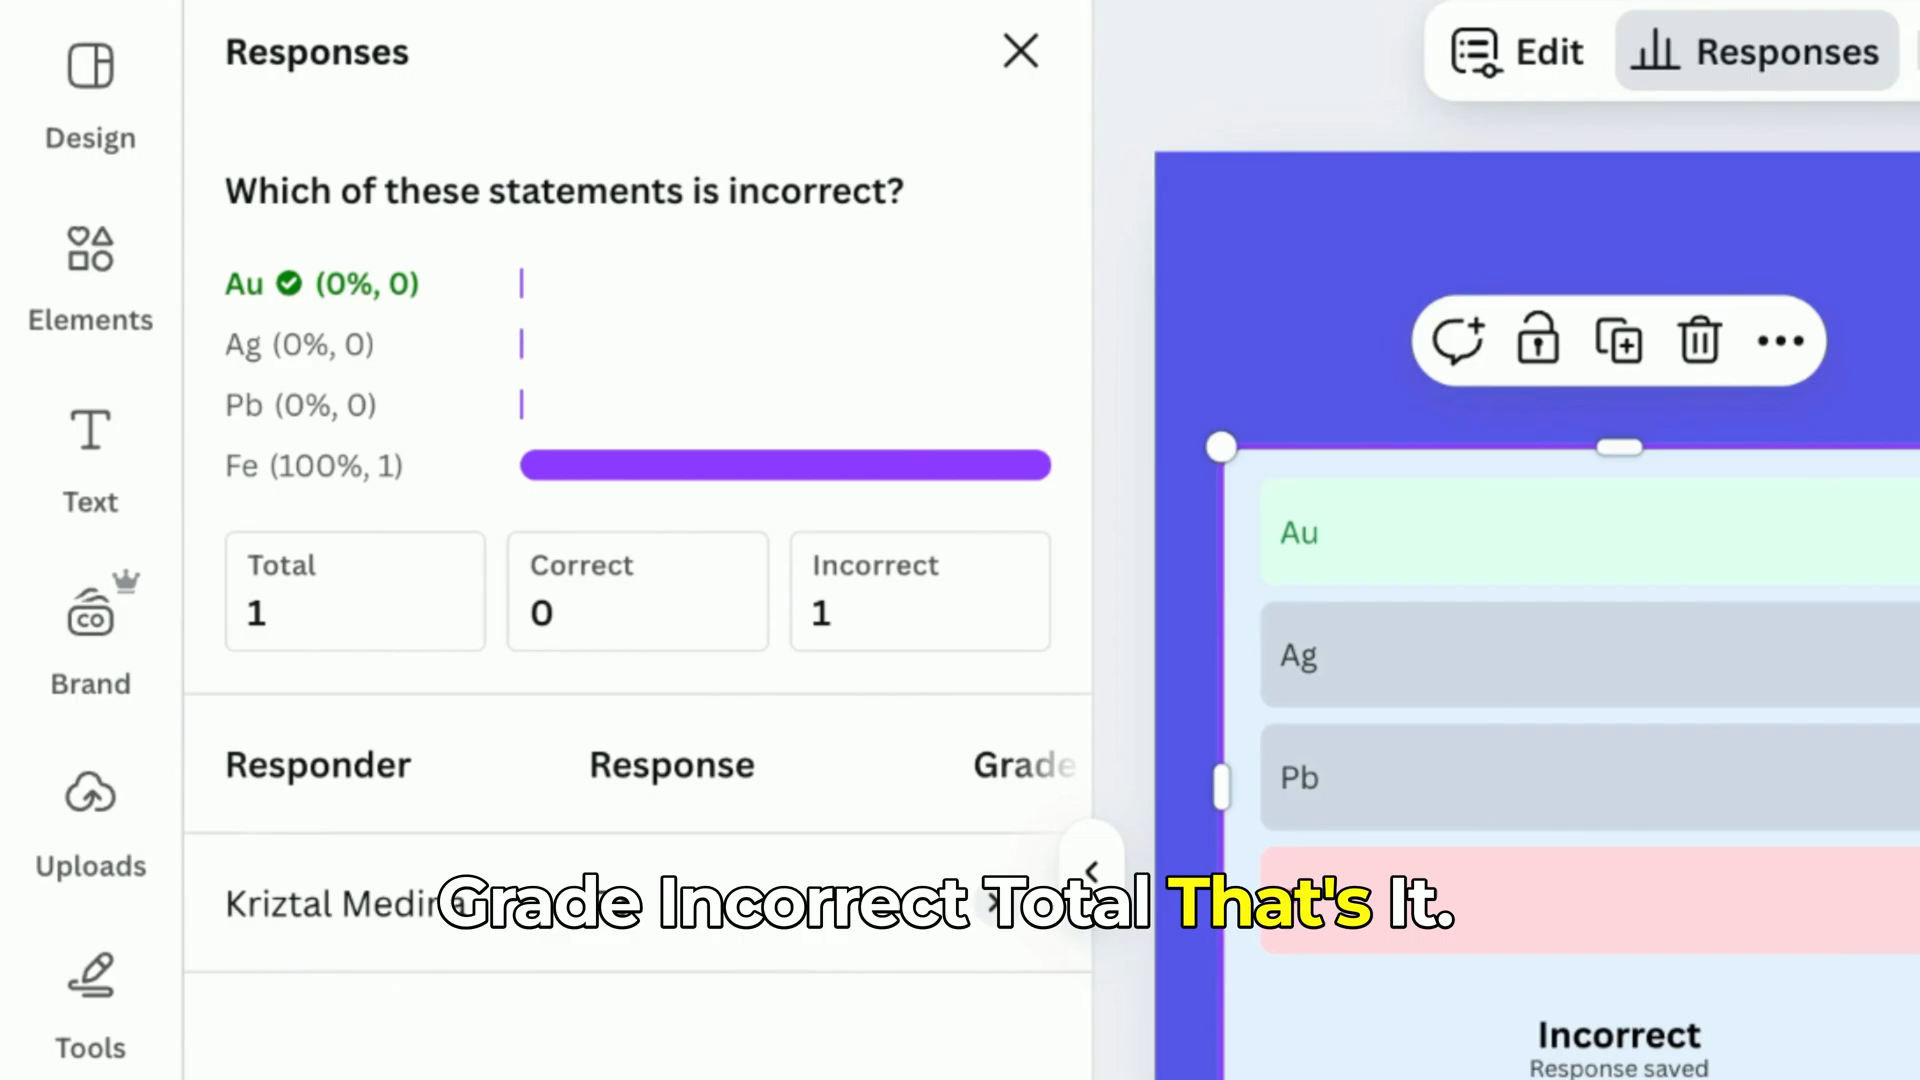 Design
Elements
Text
CO
Brand
Uploads
Tools
Responses
Which of these statements is incorrect?
Au (0%, 0)
Ag (0%, 0)
Pb (0%, 0)
Fe (100%, 1)
Total
1
Correct
0
Incorrect
1
Responder Response Grade
Kriztal Medina
Grade Incorrect Total That's It.
Edit
Responses
Au
Ag
Pb
Incorrect
Response saved